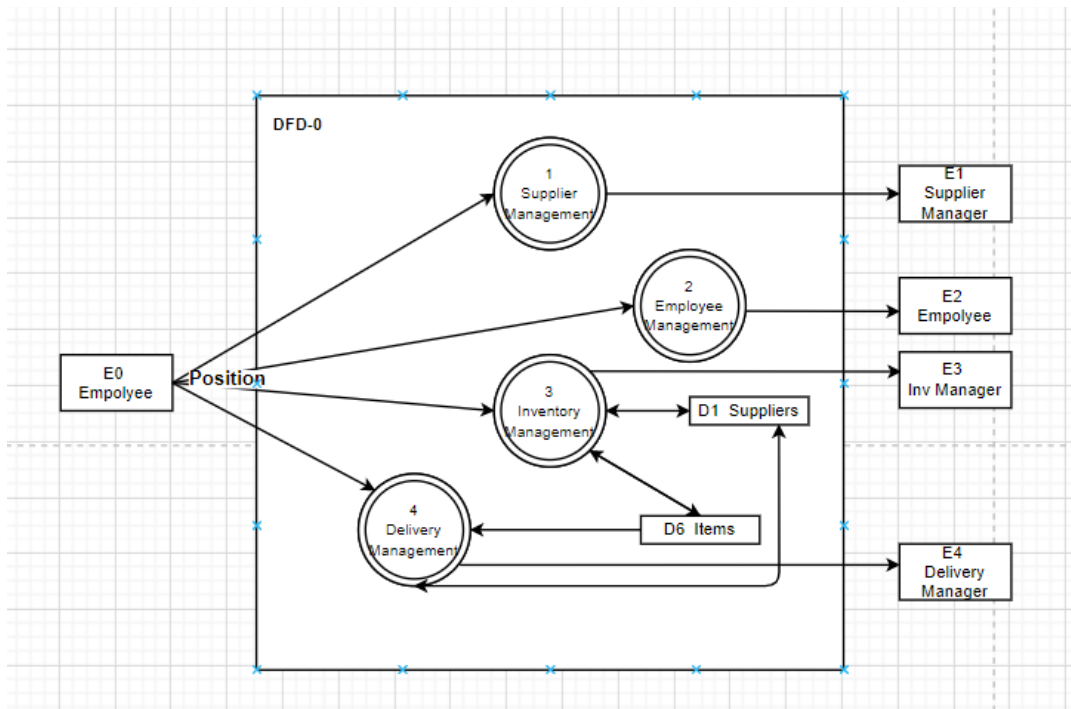 DFD-0
1
Supplier
Management
E1
Supplier
Manager
2
Employee
Management
E2
Empolyee
E0
Empolyee
Position
3
Inventory
Management
E3
Inv Manager
D1 Suppliers
4
Delivery
Management
D6 Items
E4
Delivery
Manager